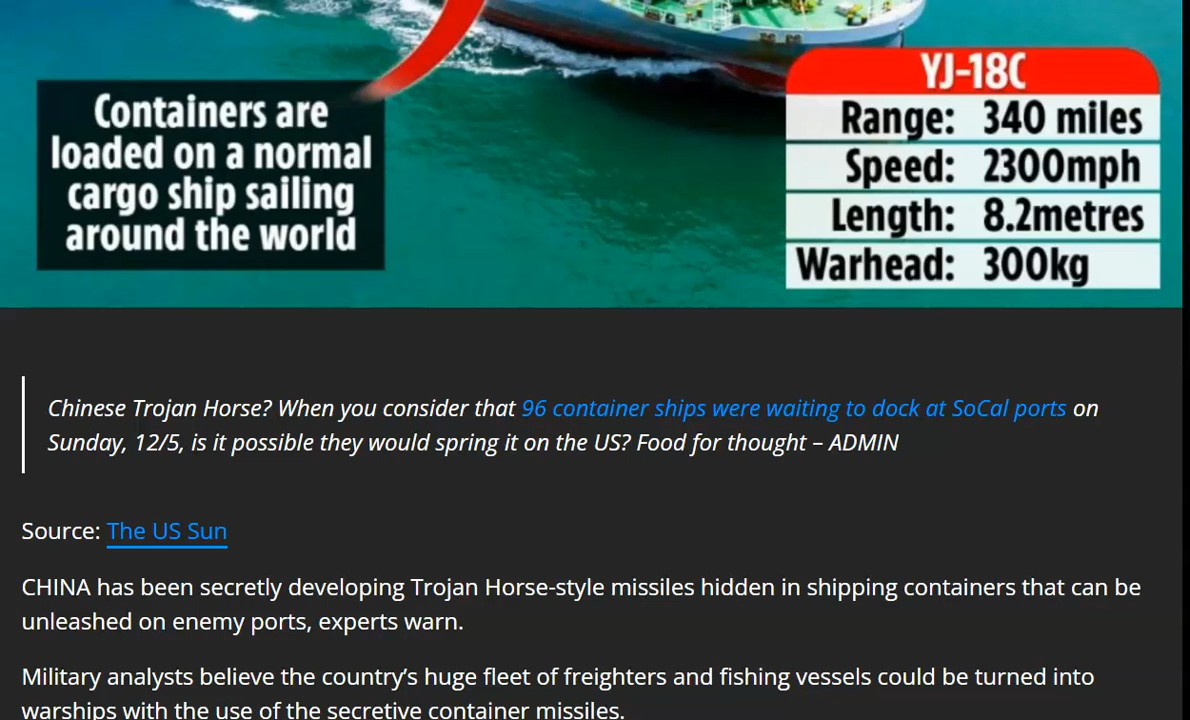 Containers are
loaded on a normal
cargo ship sailing
around the world
YJ-18C
Range: 340 miles
Speed: 2300mph
Length: 8.2metres
Warhead: 300kg
Chinese Trojan Horse? When you consider that 96 container ships were waiting to dock at SoCal ports on
Sunday, 12/5, is it possible they would spring it on the US? Food for thought – ADMIN
Source: The US Sun
CHINA has been secretly developing Trojan Horse-style missiles hidden in shipping containers that can be
unleashed on enemy ports, experts warn.
Military analysts believe the country’s huge fleet of freighters and fishing vessels could be turned into
warships with the use of the secretive container missiles.